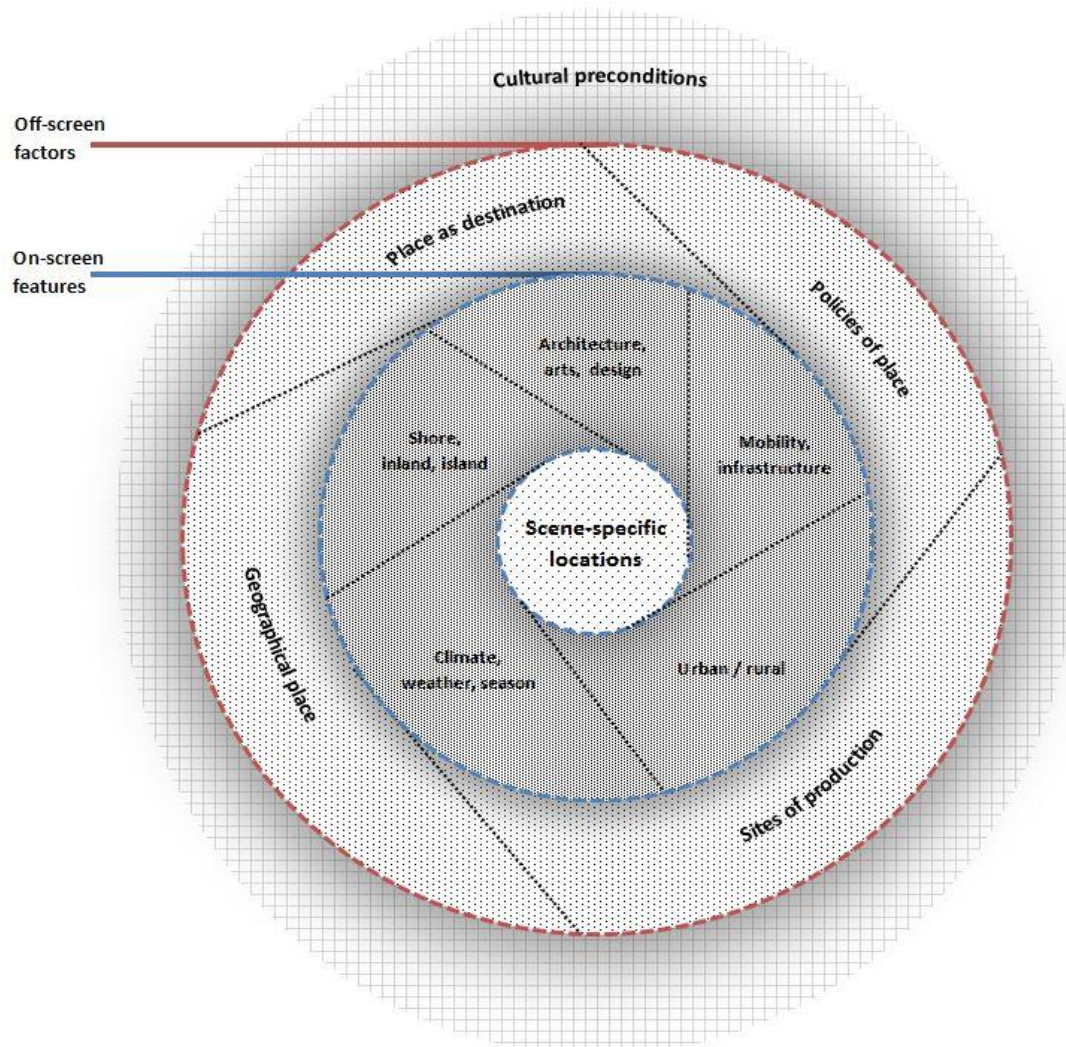 Cultural preconditions
Off-screen
factors
Place as destination
On-screen
features
Policies of place
Architecture,
arts, design
Shore,
inland, island
Mobility,
infrastructure
Scene-specific
locations
Geographical place
Climate,
weather, season
Urban / rural
Sites of production